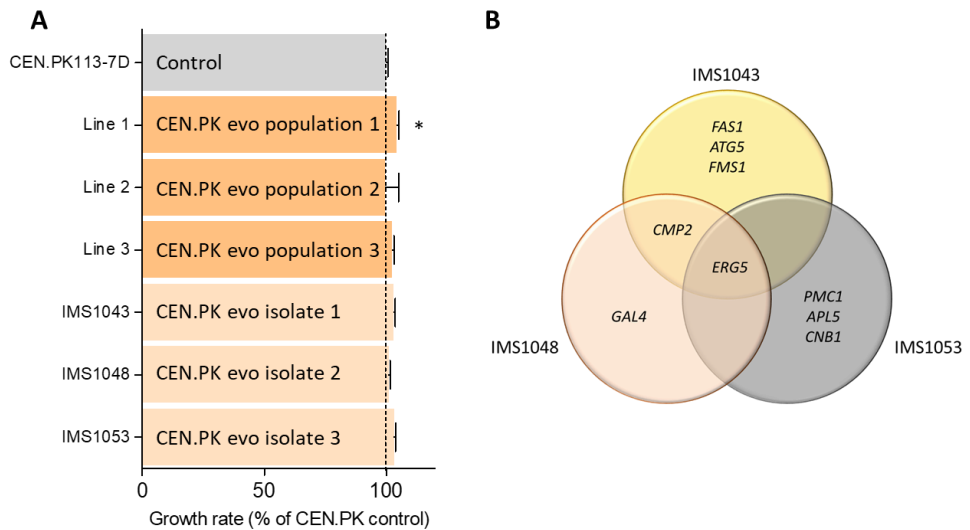 A
CEN.PK113-7D Control
Line 1 CEN.PK evo population 1 *
Line 2 CEN.PK evo population 2
Line 3 CEN.PK evo population 3
IMS1043 CEN.PK evo isolate 1
IMS1048 CEN.PK evo isolate 2
IMS1053 CEN.PK evo isolate 3
0 50 100
Growth rate (% of CEN.PK control)
B
IMS1043
FAS1
ATG5
FMS1
CMP2
ERG5
GAL4
PMC1
APL5
CNB1
IMS1048
IMS1053